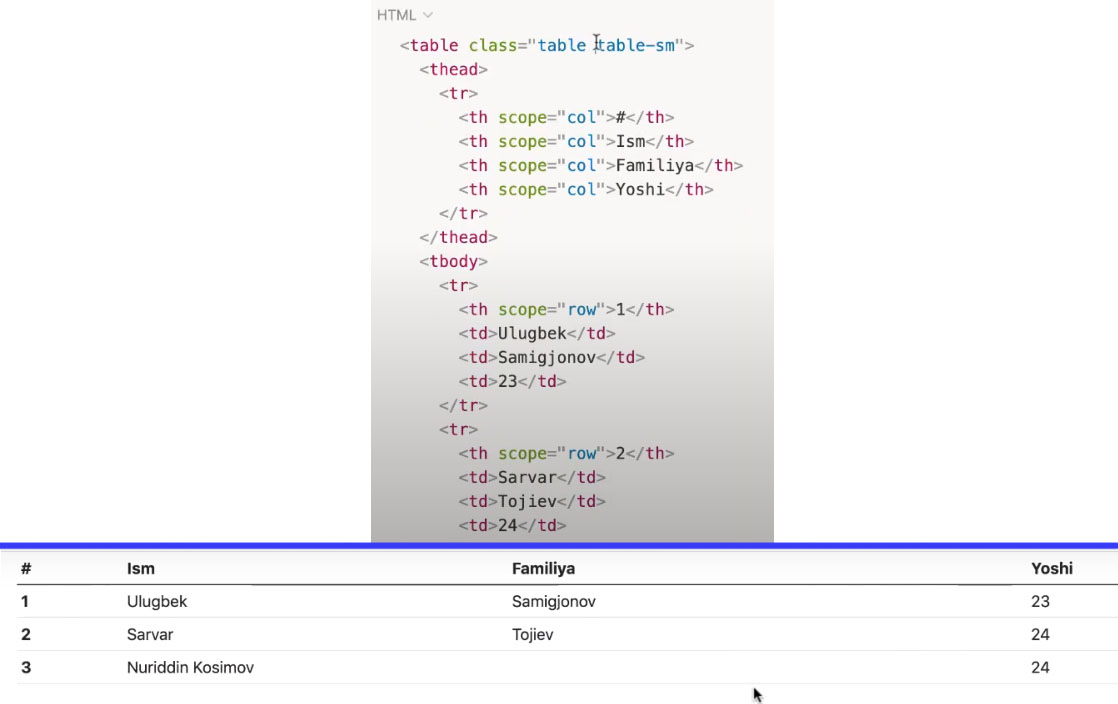 HTML
<table class="table table-sm">
<thead>
<tr>
<th scope="col">#</th>
<th scope="col">Ism</th>
<th scope="col">Familiya</th>
<th scope="col">Yoshi</th>
</tr>
</thead>
<tbody>
<tr>
<th scope="row">1</th>
<td>Ulugbek</td>
<td>Samigjonov</td>
<td>23</td>
</tr>
<tr>
<th scope="row">2</th>
<td>Sarvar</td>
<td>Tojiev</td>
<td>24</td>
# Ism Familiya Yoshi
1 Ulugbek Samigjonov 23
2 Sarvar Tojiev 24
3 Nuriddin Kosimov 24